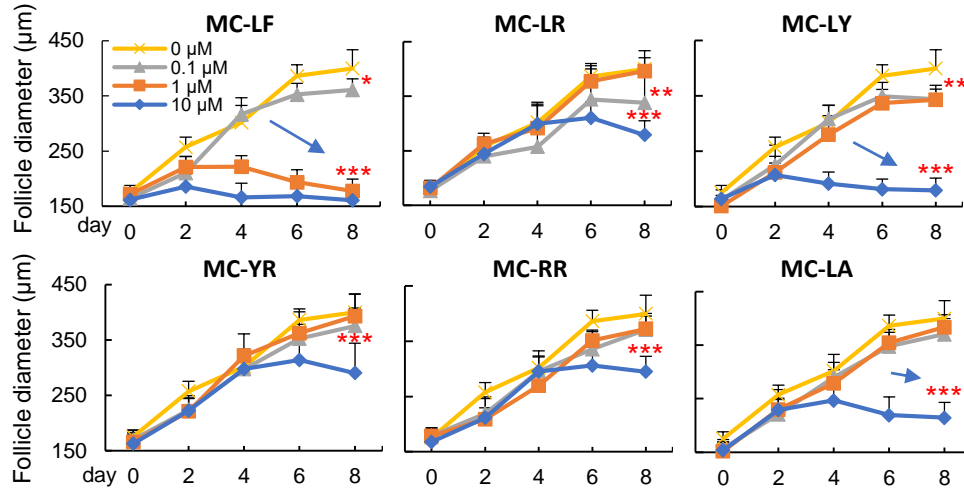 MC-LF MC-LR MC-LY
Follicle diameter (µm)
450
350
250
150
0 µM
0.1 µM
1 µM
10 µM
*
***
**
***
**
***
day 0 2 4 6 8 0 2 4 6 8 0 2 4 6 8
MC-YR MC-RR MC-LA
Follicle diameter (µm)
450
350
250
150
***
***
***
day 0 2 4 6 8 0 2 4 6 8 0 2 4 6 8